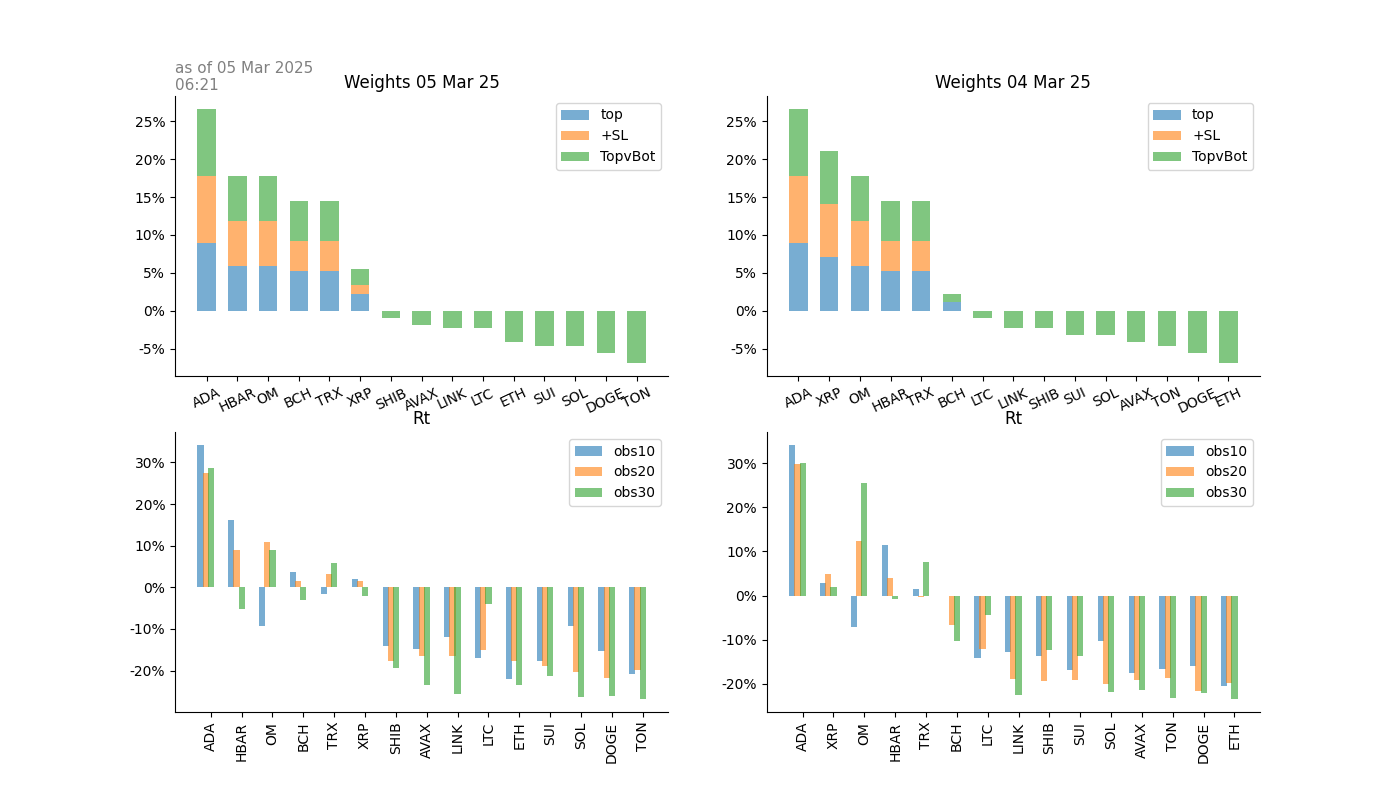 as of 05 Mar 2025
06:21
Weights 05 Mar 25
25%
20%
15%
10%
5%
0%
-5%
top
+SL
TopvBot
ADA HBAR OM BCH TRX XRP SHIB AVAX LINK LTC ETH SUI SOL DOGE TON
Weights 04 Mar 25
25%
20%
15%
10%
5%
0%
-5%
top
+SL
TopvBot
ADA XRP OM HBAR TRX BCH LTC LINK SHIB SUI SOL AVAX TON DOGE ETH
Rt
30%
20%
10%
0%
-10%
-20%
obs10
obs20
obs30
ADA HBAR OM BCH TRX XRP SHIB AVAX LINK LTC ETH SUI SOL DOGE TON
Rt
30%
20%
10%
0%
-10%
-20%
obs10
obs20
obs30
ADA XRP OM HBAR TRX BCH LTC LINK SHIB SUI SOL AVAX TON DOGE ETH